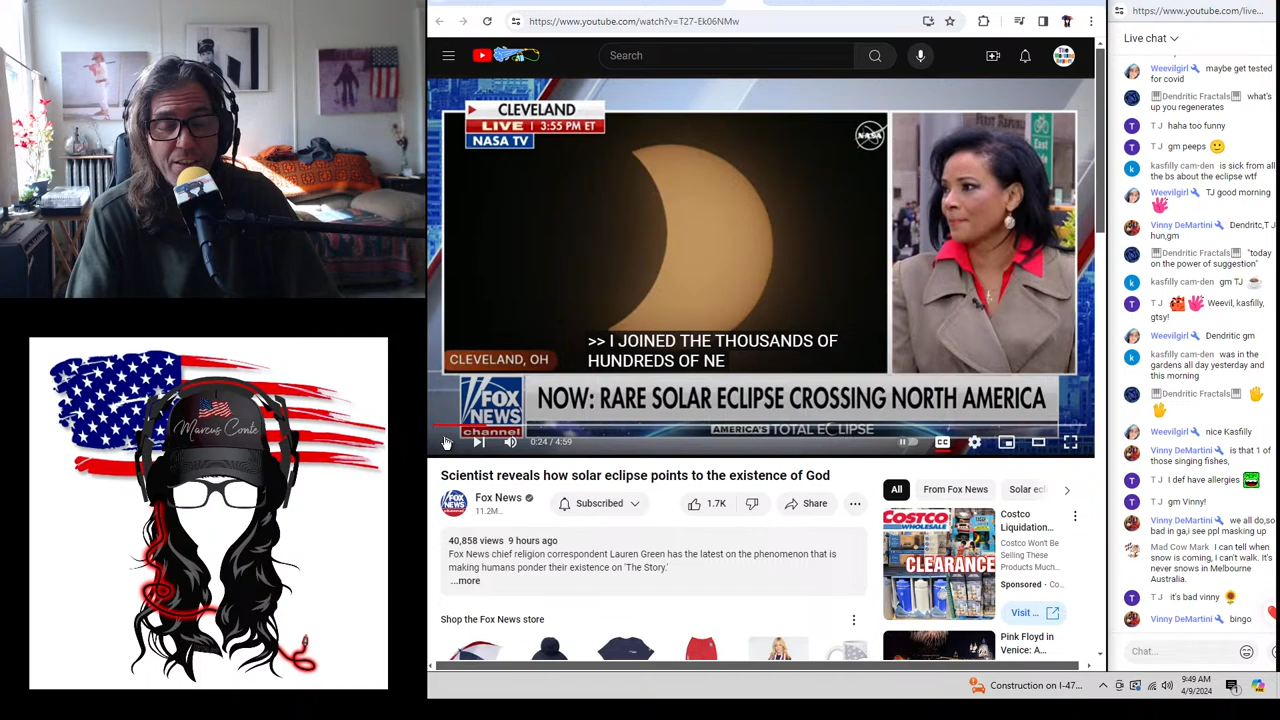 https://www.youtube.com/watch?v=T27-Ek06NMw
Search
CLEVELAND
LIVE | 3:55 PM ET
NASA TV
NASA
>> I JOINED THE THOUSANDS OF
HUNDREDS OF NE
CLEVELAND, OH
FOX
NEWS
channel
NOW: RARE SOLAR ECLIPSE CROSSING NORTH AMERICA
AMERICA'S TOTAL ECLIPSE
0:24 / 4:59
CC
Scientist reveals how solar eclipse points to the existence of God
Fox News
11.2M...
Subscribed
1.7K
Share
40,858 views 9 hours ago
Fox News chief religion correspondent Lauren Green has the latest on the phenomenon that is
making humans ponder their existence on 'The Story.'
...more
Shop the Fox News store
All
From Fox News
Solar ecl
COSTCO
WHOLESALE
CLEARANCE
Costco
Liquidation...
Costco Won't Be
Selling These
Products Much...
Sponsored · Co...
Visit ...
Pink Floyd in
Venice: A...
Marcus Conte
https://www.youtube.com/live...
Live chat
Weevilgirl maybe get tested
for covid
Dendritic Fractals what's
up you regenerates
T J haha too funny
T J gm peeps
kasfilly cam-den is sick from all
the bs about the eclipse wtf
Weevilgirl TJ good morning
Vinny DeMartini Dendritc,T J
hun,gm
Dendritic Fractals "today
on the power of suggestion"
kasfilly cam-den gm TJ
T J Weevil, kasfilly,
gtsy!
Weevilgirl Dendritic gm
kasfilly cam-den was in the
gardens all day yesterday and
this morning
Dendritic Fractals
Weevilgirl Good morning Kasfilly
Vinny DeMartini is that 1 of
those singing fishes,
T J I def have allergies
T J gm Vinny!
Vinny DeMartini we all do,so
bad in ga,i see ppl masking up
Mad Cow Mark I can tell when
snow is coming, I can't walk. It's
never snows in Melbourne
Australia.
T J it's bad vinny
Vinny DeMartini bingo
Chat...
Construction on I-47...
9:49 AM
4/9/2024